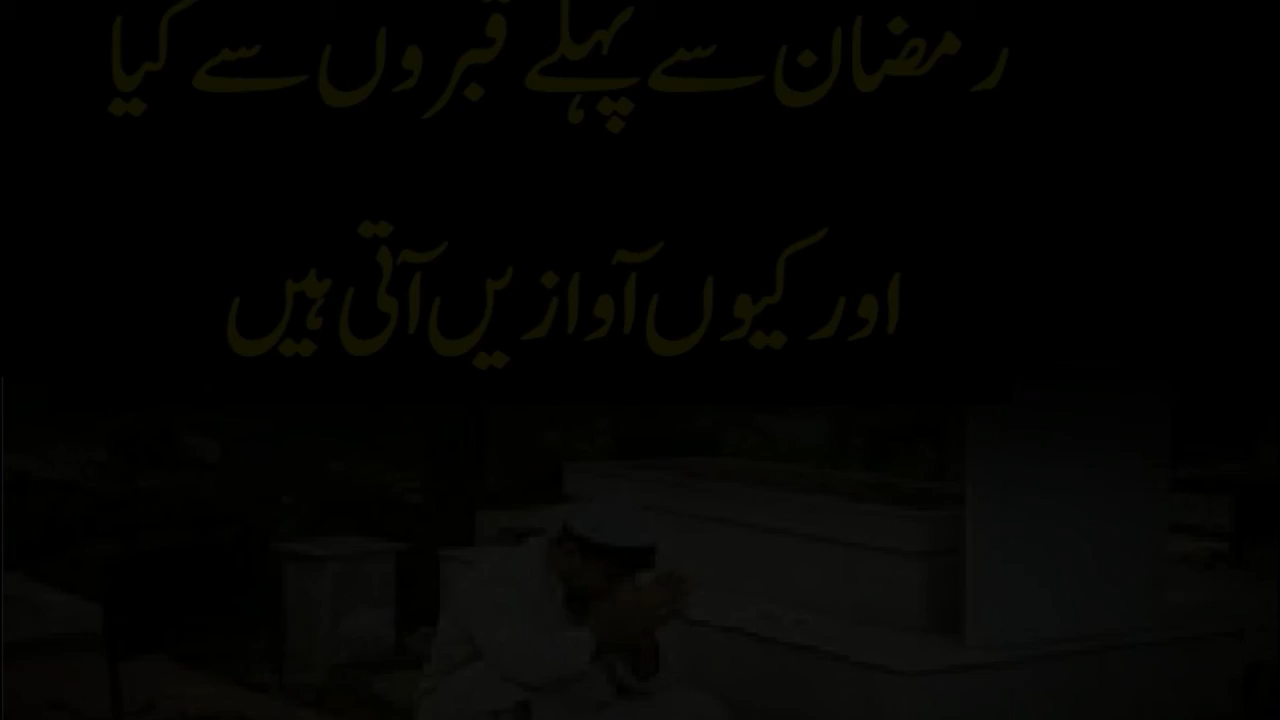 رمضان سے پہلے قبروں سے کیا
اور کیوں آوازیں آتی ہیں